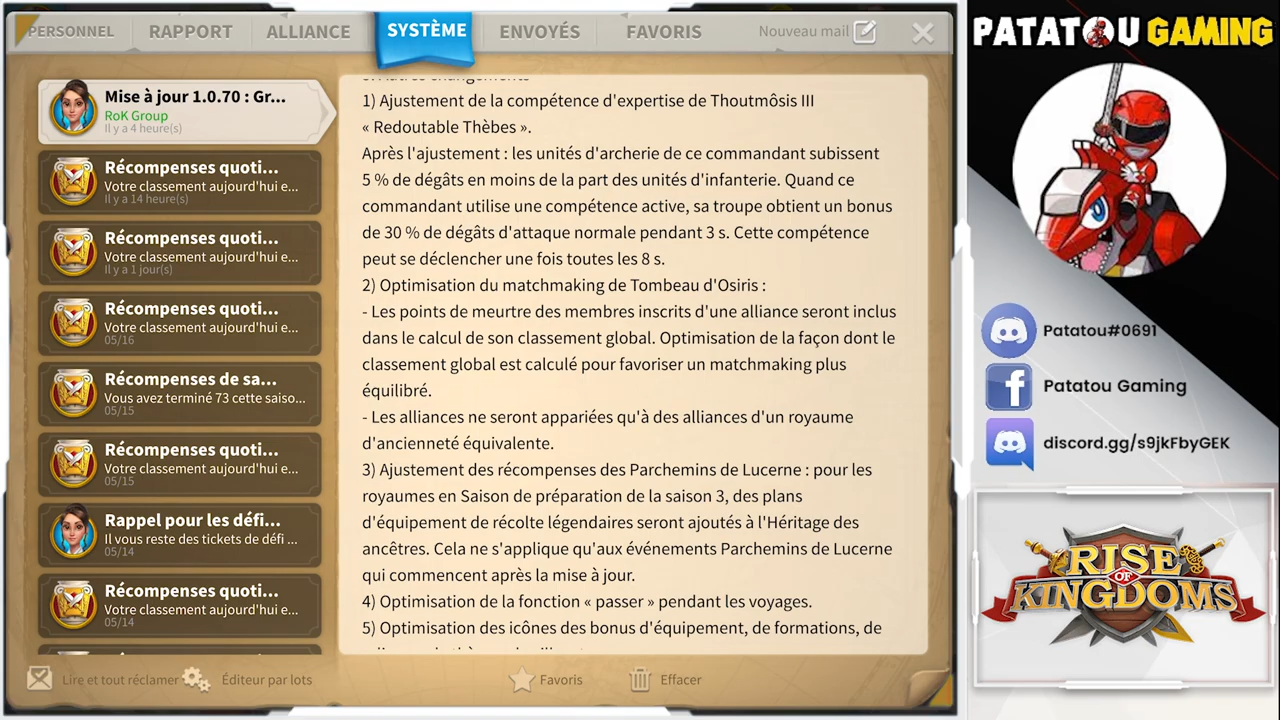 PERSONNEL
RAPPORT
ALLIANCE
SYSTÈME
ENVOYÉS
FAVORIS
Nouveau mail
Mise à jour 1.0.70 : Gr...
RoK Group
Il y a 4 heure(s)
Récompenses quoti...
Votre classement aujourd'hui e...
Il y a 14 heure(s)
Récompenses quoti...
Votre classement aujourd'hui e...
Il y a 1 jour(s)
Récompenses quoti...
Votre classement aujourd'hui e...
05/16
Récompenses de sa...
Vous avez terminé 73 cette saiso...
05/15
Récompenses quoti...
Votre classement aujourd'hui e...
05/15
Rappel pour les défi...
Il vous reste des tickets de défi ...
05/14
Récompenses quoti...
Votre classement aujourd'hui e...
05/14
1) Ajustement de la compétence d'expertise de Thoutmôsis III
« Redoutable Thèbes ».
Après l'ajustement : les unités d'archerie de ce commandant subissent
5 % de dégâts en moins de la part des unités d'infanterie. Quand ce
commandant utilise une compétence active, sa troupe obtient un bonus
de 30 % de dégâts d'attaque normale pendant 3 s. Cette compétence
peut se déclencher une fois toutes les 8 s.
2) Optimisation du matchmaking de Tombeau d'Osiris :
- Les points de meurtre des membres inscrits d'une alliance seront inclus
dans le calcul de son classement global. Optimisation de la façon dont le
classement global est calculé pour favoriser un matchmaking plus
équilibré.
- Les alliances ne seront appariées qu'à des alliances d'un royaume
d'ancienneté équivalente.
3) Ajustement des récompenses des Parchemins de Lucerne : pour les
royaumes en Saison de préparation de la saison 3, des plans
d'équipement de récolte légendaires seront ajoutés à l'Héritage des
ancêtres. Cela ne s'applique qu'aux événements Parchemins de Lucerne
qui commencent après la mise à jour.
4) Optimisation de la fonction « passer » pendant les voyages.
5) Optimisation des icônes des bonus d'équipement, de formations, de
Lire et tout réclamer
Éditeur par lots
Favoris
Effacer
PATATOU GAMING
Patatou#0691
Patatou Gaming
discord.gg/s9jkFbyGEK
RISE
OF
KINGDOMS